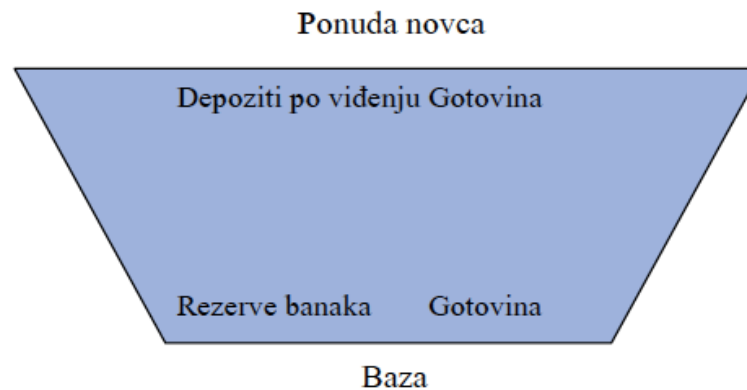 Ponuda novca
Depoziti po viđenju Gotovina
Rezerve banaka Gotovina
Baza